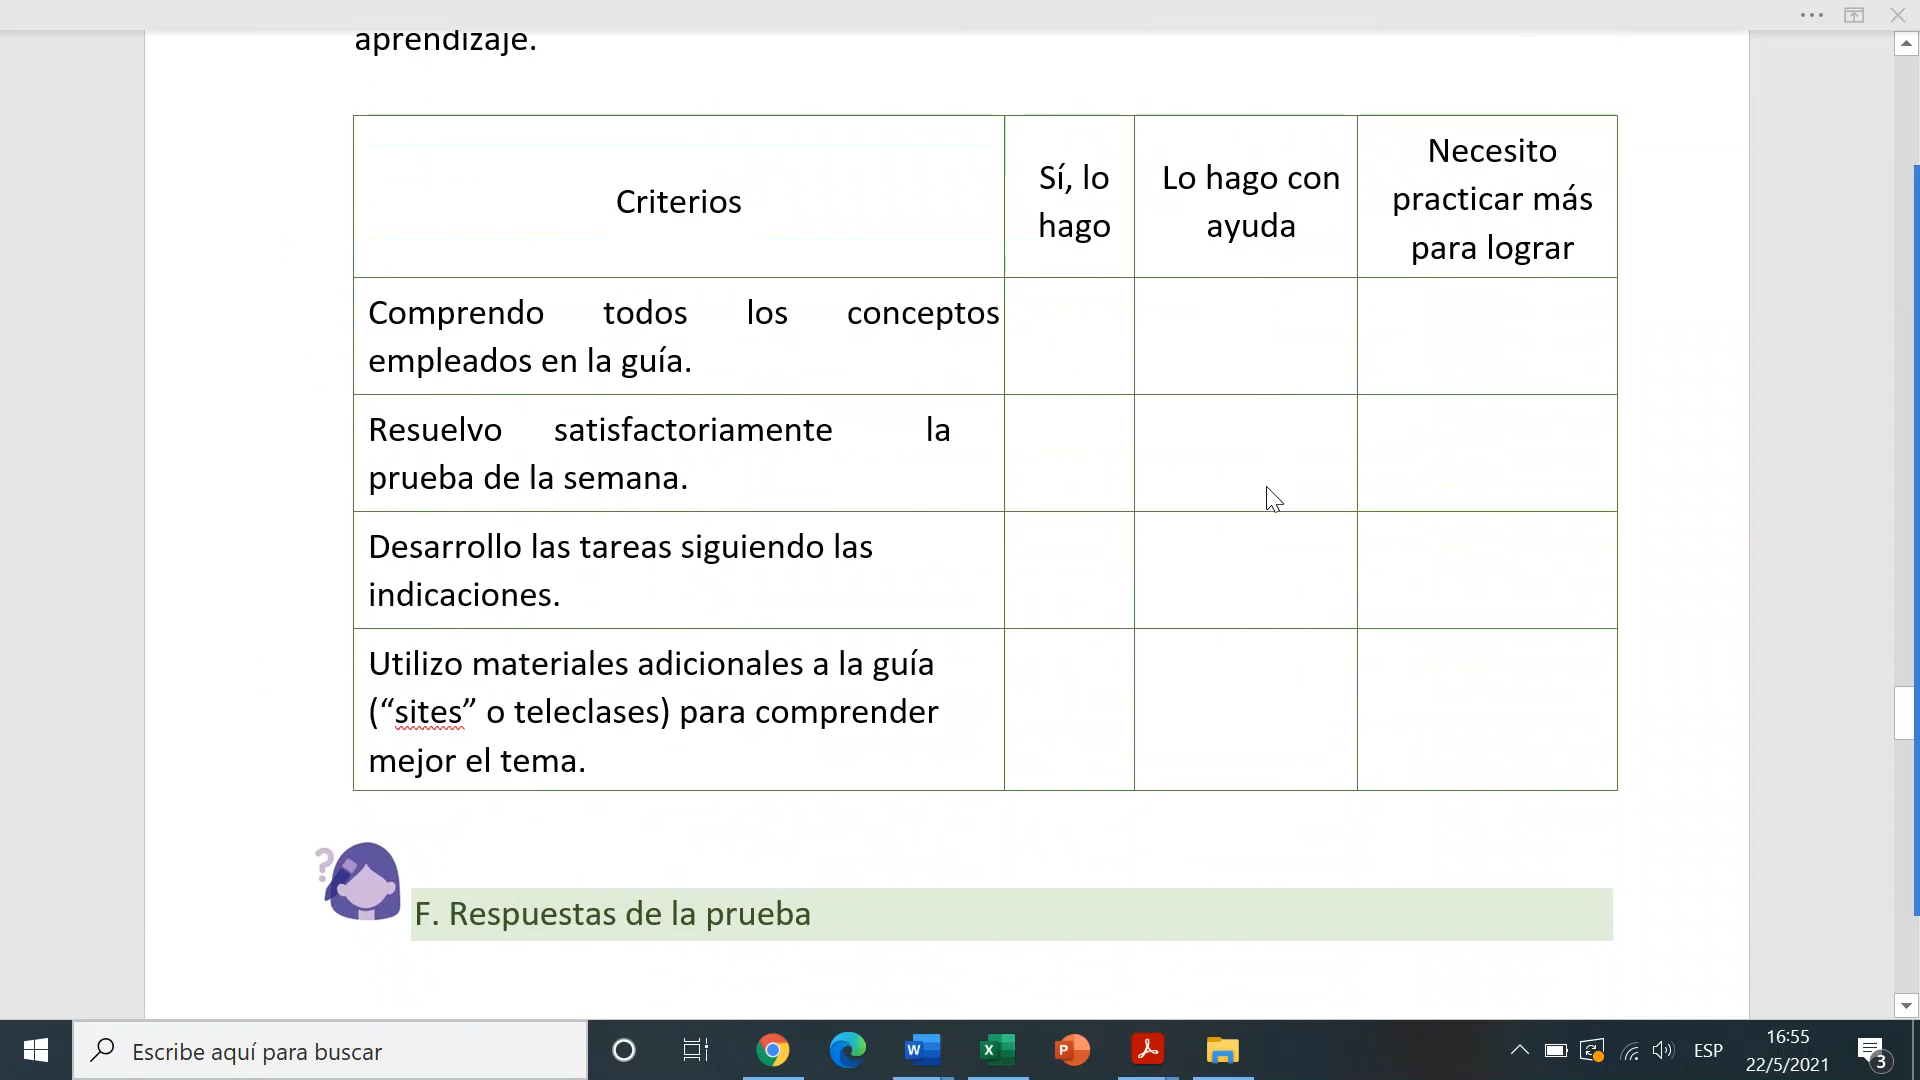 aprendizaje.
Criterios
Sí, lo
hago
Lo hago con
ayuda
Necesito
practicar más
para lograr
Comprendo todos los conceptos
empleados en la guía.
Resuelvo satisfactoriamente la
prueba de la semana.
Desarrollo las tareas siguiendo las
indicaciones.
Utilizo materiales adicionales a la guía
(“sites” o teleclases) para comprender
mejor el tema.
?
F. Respuestas de la prueba
Escribe aquí para buscar
W
X
P
ESP
16:55
22/5/2021
3